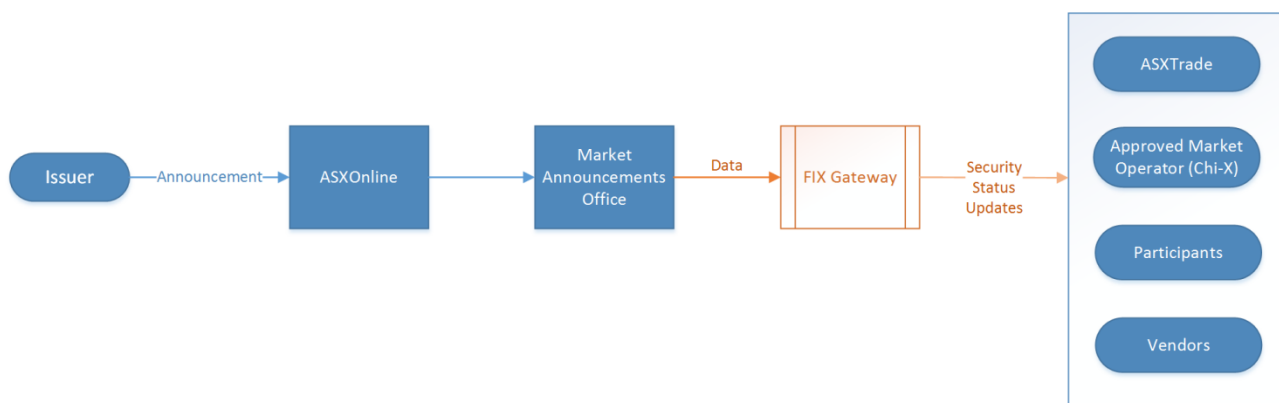 Issuer
Announcement
ASXOnline
Market
Announcements
Office
Data
FIX Gateway
Security
Status
Updates
ASXTrade
Approved Market
Operator (Chi-X)
Participants
Vendors